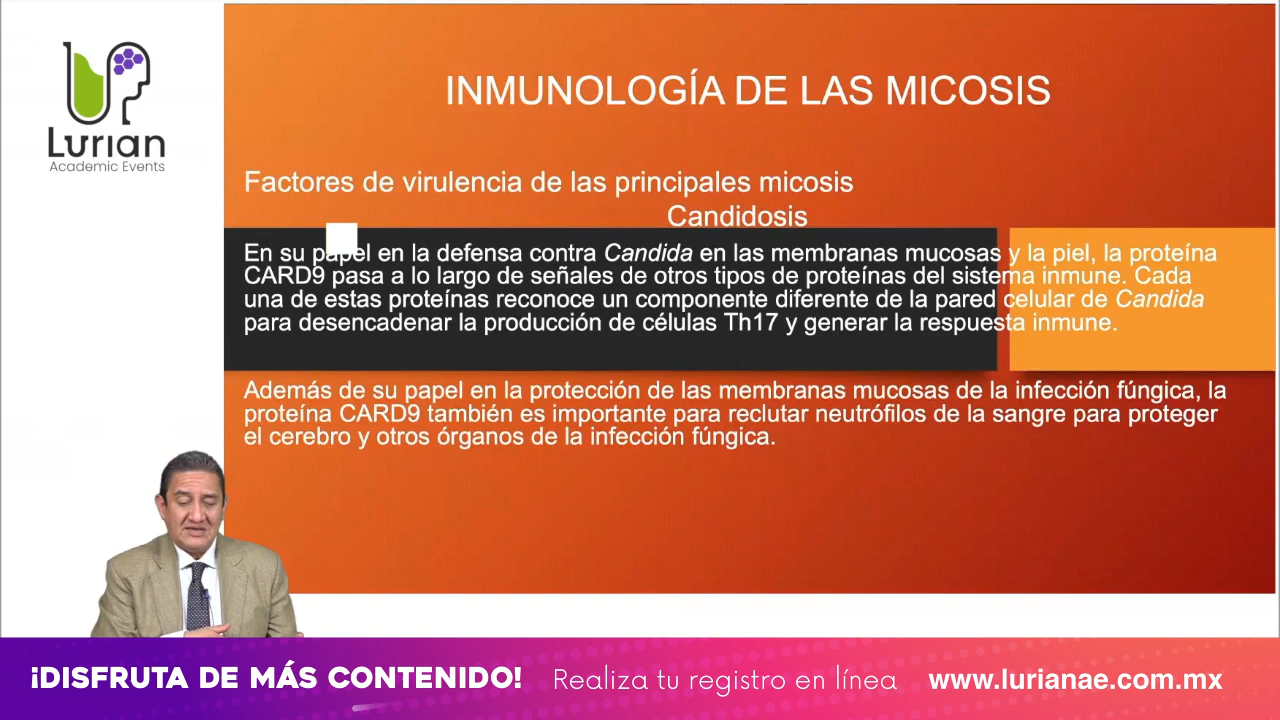 Lurian
Academic Events
INMUNOLOGÍA DE LAS MICOSIS
Factores de virulencia de las principales micosis
Candidosis
En su papel en la defensa contra Candida en las membranas mucosas y la piel, la proteína
CARD9 pasa a lo largo de señales de otros tipos de proteínas del sistema inmune. Cada
una de estas proteínas reconoce un componente diferente de la pared celular de Candida
para desencadenar la producción de células Th17 y generar la respuesta inmune.
Además de su papel en la protección de las membranas mucosas de la infección fúngica, la
proteína CARD9 también es importante para reclutar neutrófilos de la sangre para proteger
el cerebro y otros órganos de la infección fúngica.
¡DISFRUTA DE MÁS CONTENIDO! Realiza tu registro en línea www.lurianae.com.mx